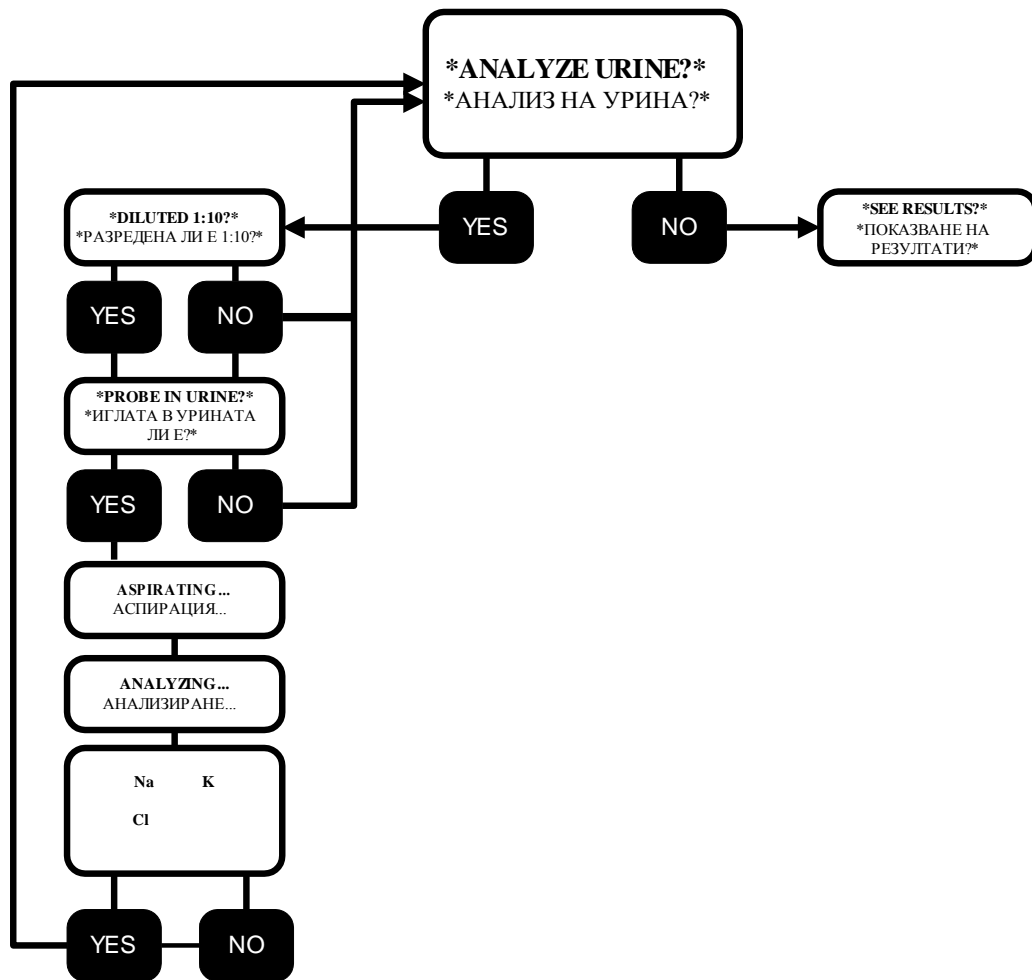 *ANALYZE URINE?*
*АНАЛИЗ НА УРИНА?*
YES
NO
*DILUTED 1:10?*
*РАЗРЕДЕНА ЛИ Е 1:10?*
*SEE RESULTS?*
*ПОКАЗВАНЕ НА
РЕЗУЛТАТИ?*
YES
NO
*PROBE IN URINE?*
*ИГЛАТА В УРИНАТА
ЛИ Е?*
YES
NO
ASPIRATING...
АСПИРАЦИЯ...
ANALYZING...
АНАЛИЗИРАНЕ...
Na K
Cl
YES
NO